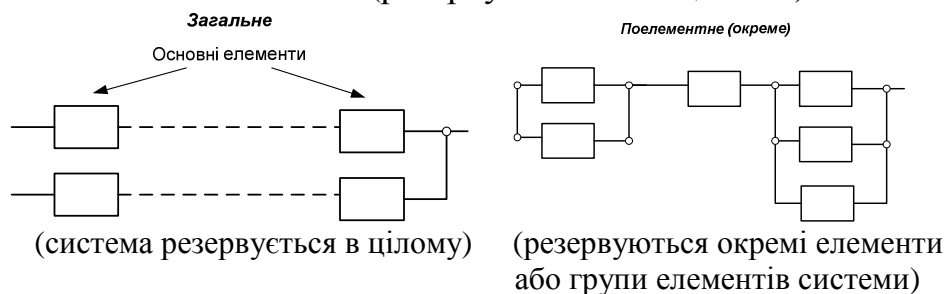 Загальне
Основні елементи
Поелементне (окреме)
(система резервується в цілому)
(резервуються окремі елементи
або групи елементів системи)